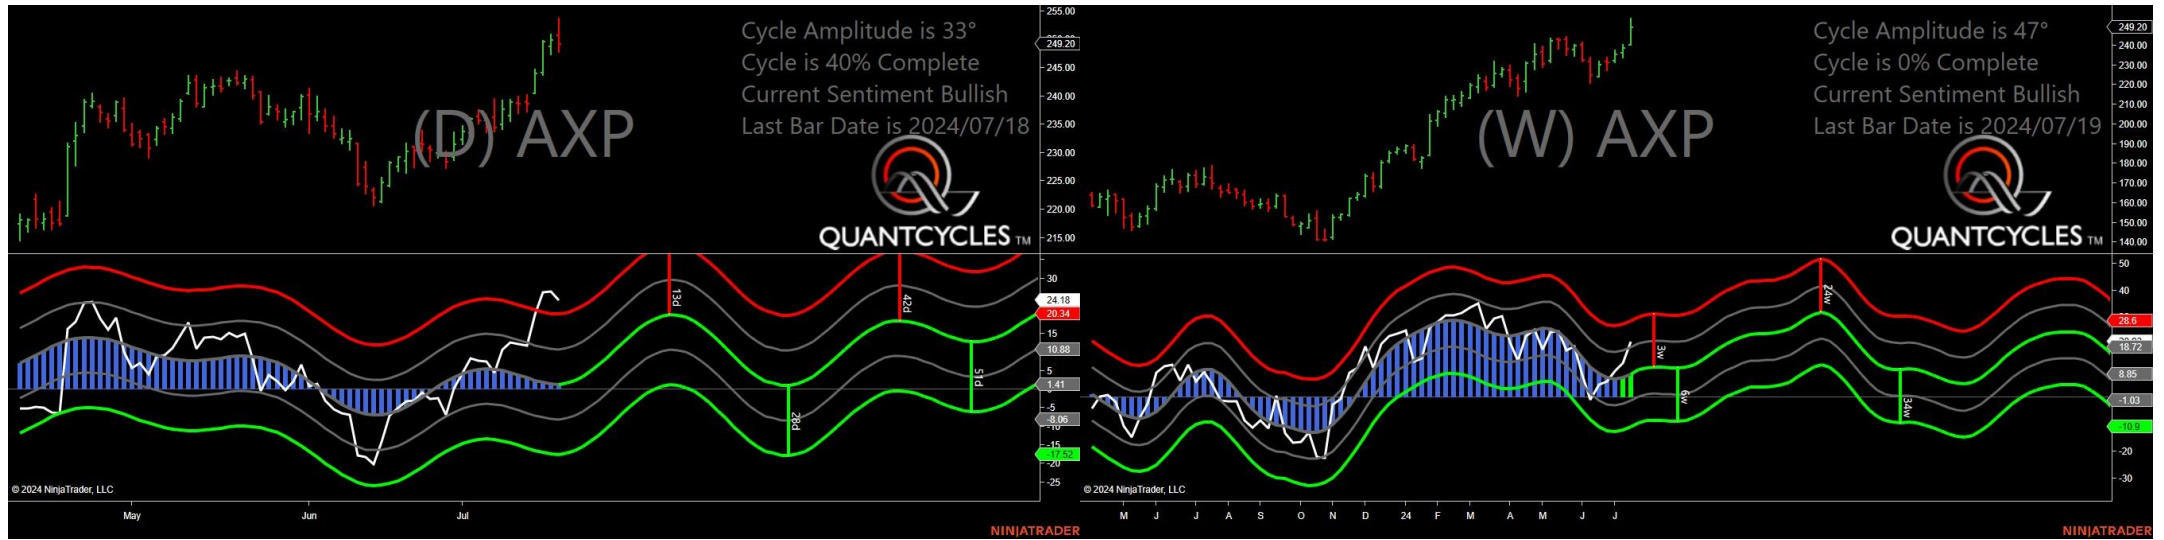 Cycle Amplitude is 33°
Cycle is 40% Complete
Current Sentiment Bullish
Last Bar Date is 2024/07/18
(D) AXP
QUANTCYCLES TM
255.00
249.20
245.00
240.00
235.00
230.00
225.00
220.00
215.00
13d
42d
28d
51d
30
24.18
20.34
15
10.88
5
1.41
-5
-8.06
-10
-15
-17.52
-20
-25
© 2024 NinjaTrader, LLC
May Jun Jul
NINJATRADER
Cycle Amplitude is 47°
Cycle is 0% Complete
Current Sentiment Bullish
Last Bar Date is 2024/07/19
(W) AXP
QUANTCYCLES TM
249.20
240.00
230.00
220.00
210.00
200.00
190.00
180.00
170.00
160.00
150.00
140.00
3w
6w
24w
34w
50
40
28.6
18.72
8.85
-1.03
-10.9
-20
-30
© 2024 NinjaTrader, LLC
M J J A S O N D 24 F M A M J J
NINJATRADER